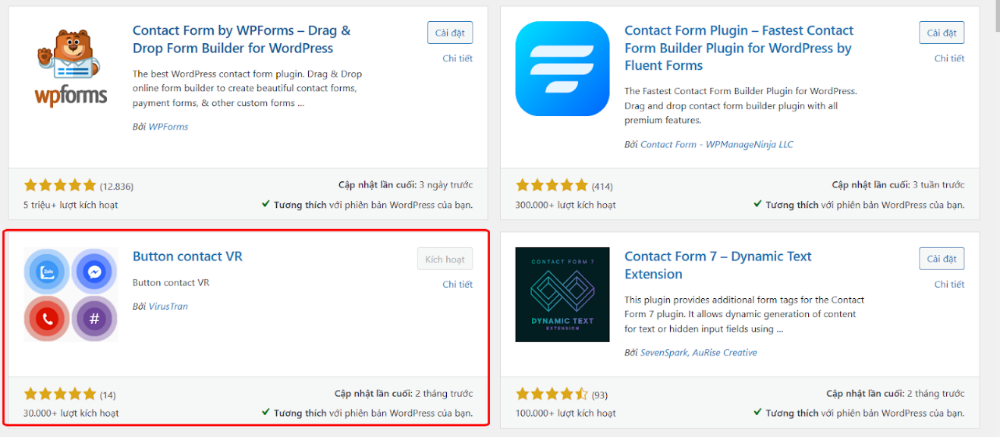 Contact Form by WPForms – Drag &
Drop Form Builder for WordPress
Cài đặt
Chi tiết
The best WordPress contact form plugin. Drag & Drop
online form builder to create beautiful contact forms,
payment forms, & other custom forms ...
Bởi WPForms
wpforms
(12.836)
Cập nhật lần cuối: 3 ngày trước
5 triệu+ lượt kích hoạt
Tương thích với phiên bản WordPress của bạn.
Contact Form Plugin – Fastest Contact
Form Builder Plugin for WordPress by
Fluent Forms
Cài đặt
Chi tiết
The Fastest Contact Form Builder Plugin for WordPress.
Drag and drop contact form builder plugin with all
premium features.
Bởi Contact Form - WPManageNinja LLC
(414)
Cập nhật lần cuối: 3 tuần trước
300.000+ lượt kích hoạt
Tương thích với phiên bản WordPress của bạn.
Zalo
#
Button contact VR
Kích hoạt
Chi tiết
Button contact VR
Bởi VirusTran
(14)
Cập nhật lần cuối: 2 tháng trước
30.000+ lượt kích hoạt
Tương thích với phiên bản WordPress của bạn.
CONTACT FORM 7
DYNAMIC TEXT
EXTENSION
Contact Form 7 – Dynamic Text
Extension
Cài đặt
Chi tiết
This plugin provides additional form tags for the Contact
Form 7 plugin. It allows dynamic generation of content
for text or hidden input fields using ...
Bởi SevenSpark, AuRise Creative
(93)
Cập nhật lần cuối: 2 tháng trước
100.000+ lượt kích hoạt
Tương thích với phiên bản WordPress của bạn.